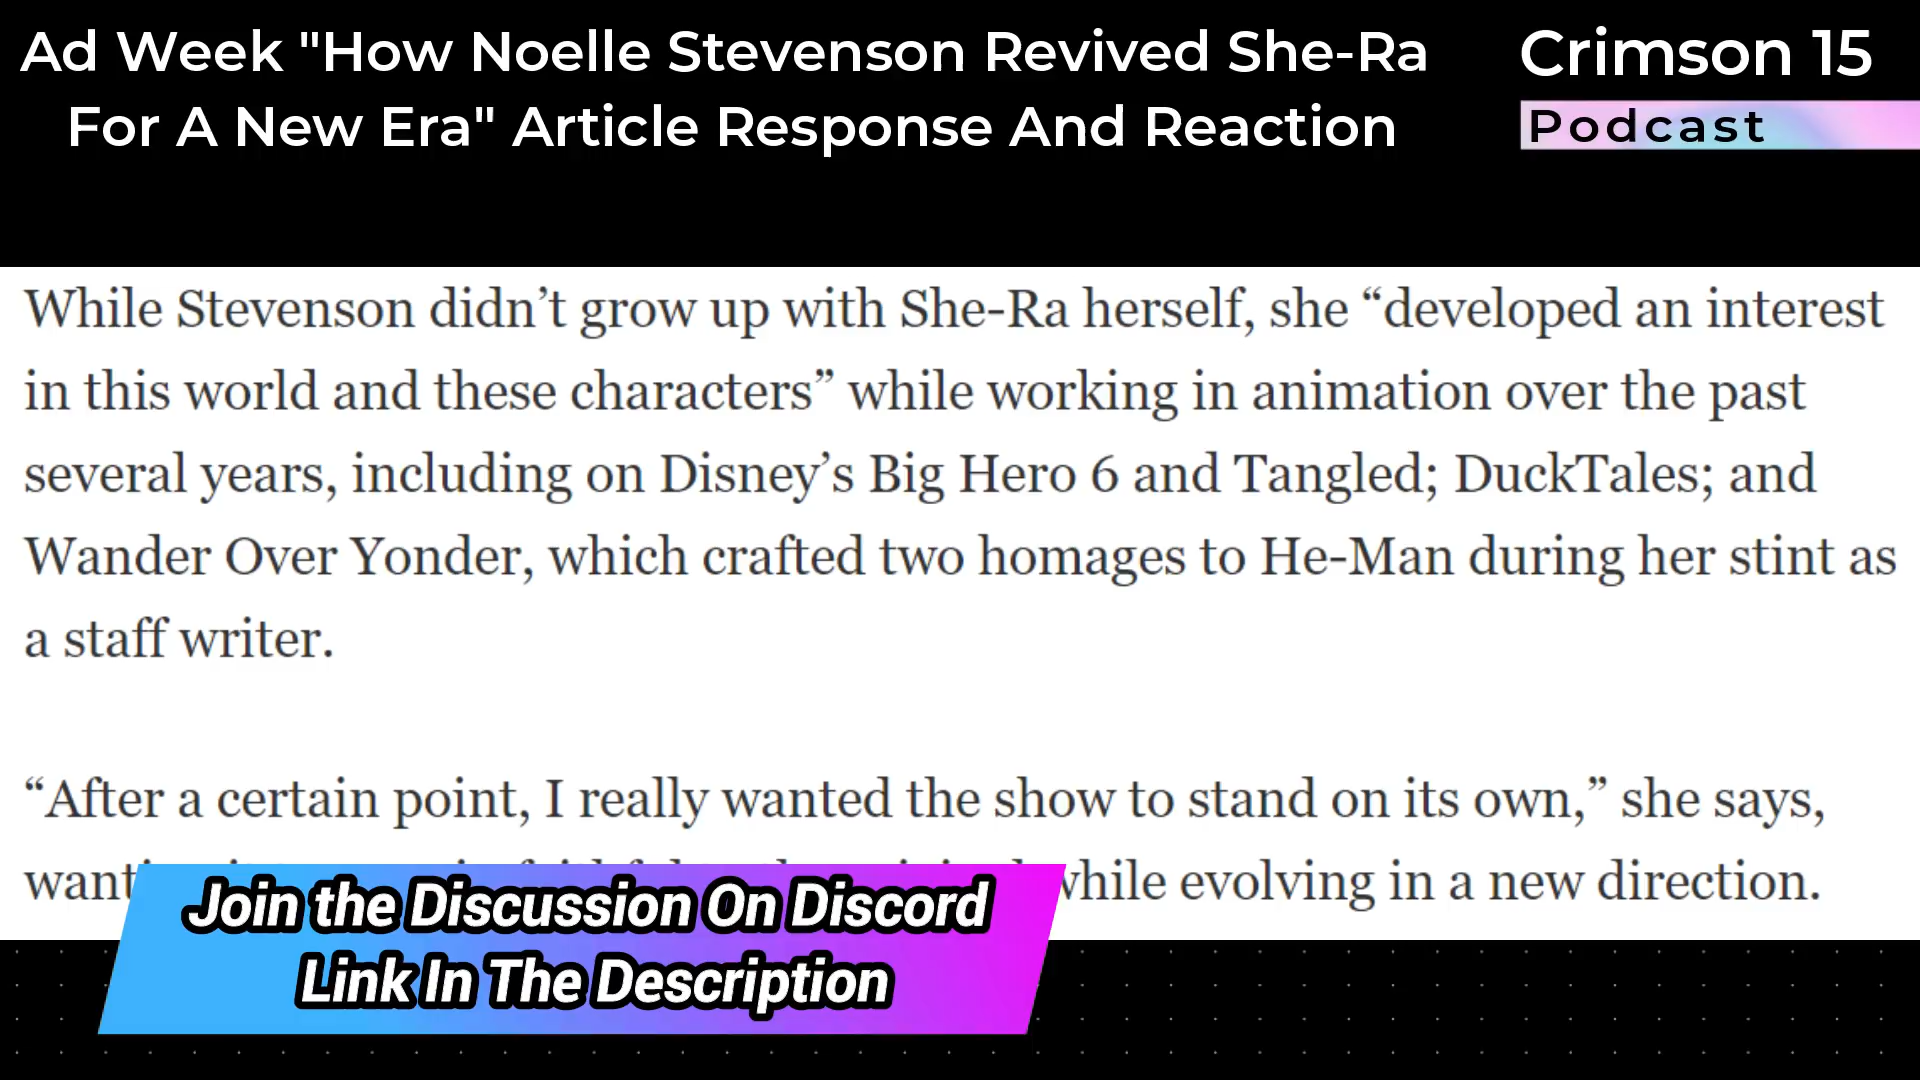 Ad Week "How Noelle Stevenson Revived She-Ra
For A New Era" Article Response And Reaction
Crimson 15
Podcast
While Stevenson didn’t grow up with She-Ra herself, she “developed an interest
in this world and these characters” while working in animation over the past
several years, including on Disney’s Big Hero 6 and Tangled; DuckTales; and
Wander Over Yonder, which crafted two homages to He-Man during her stint as
a staff writer.
“After a certain point, I really wanted the show to stand on its own,” she says,
while evolving in a new direction.
Join the Discussion On Discord
Link In The Description